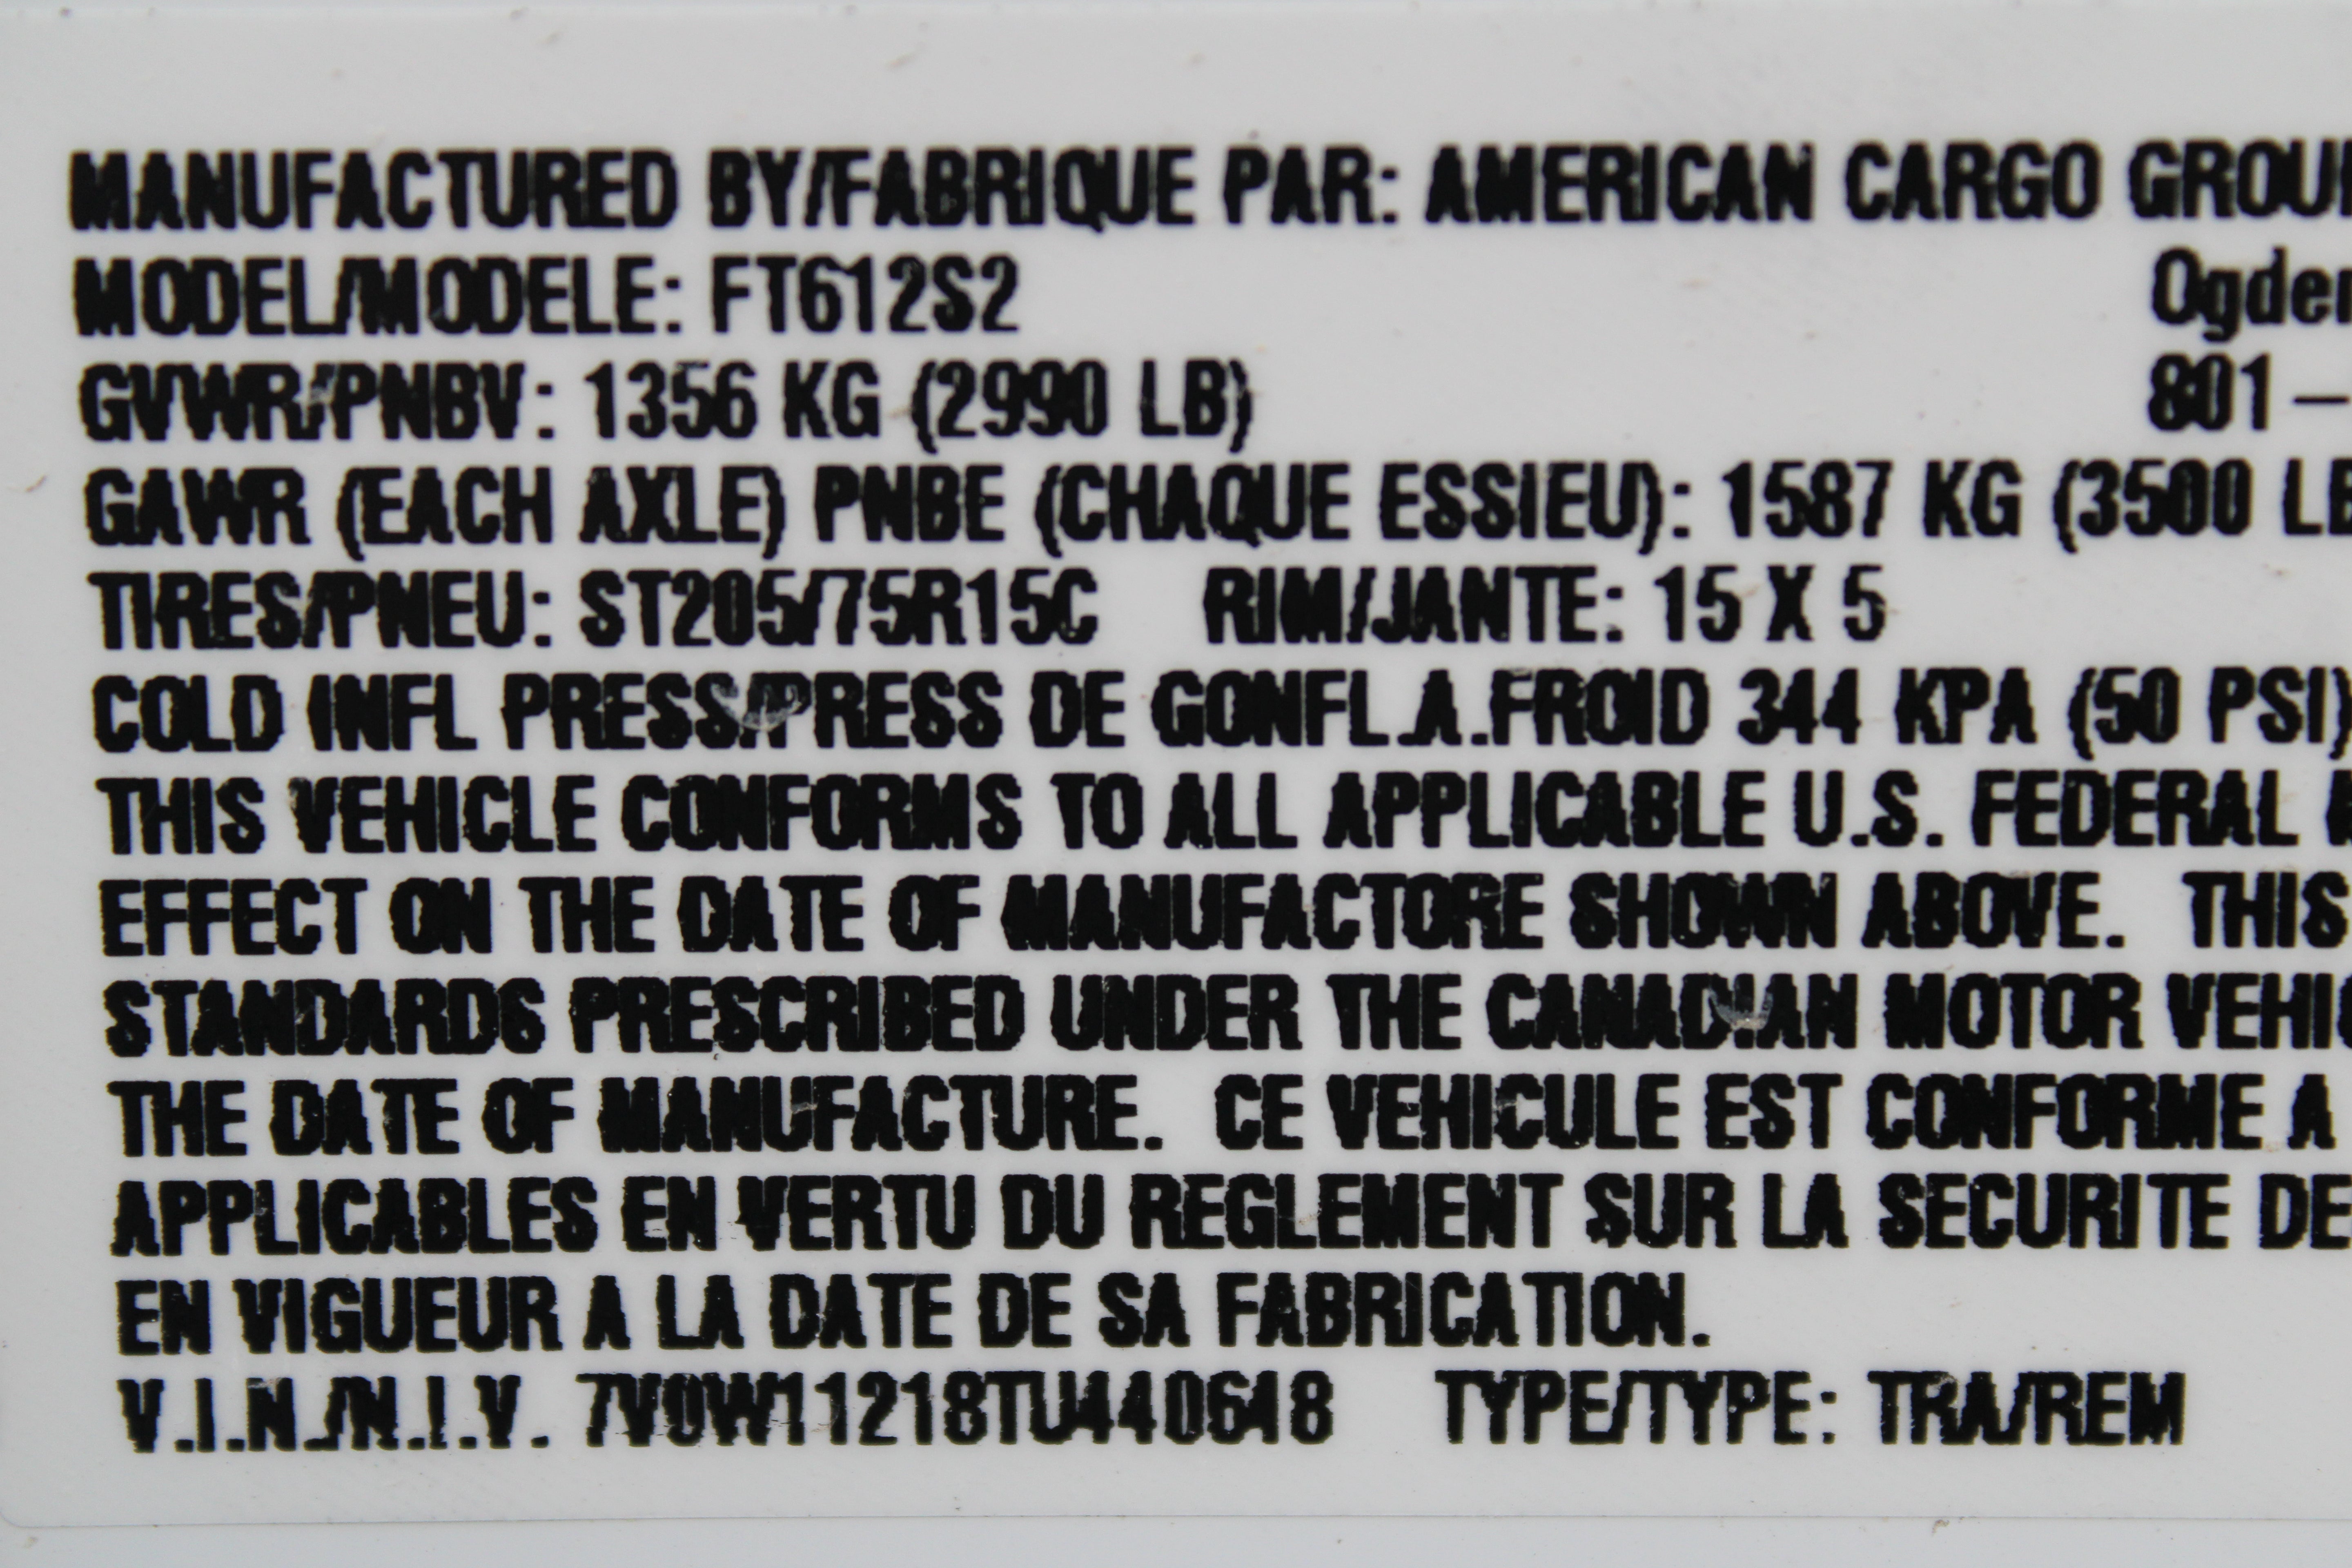 MANUFACTURED BY/FABRIQUE PAR: AMERICAN CARGO GROU
MODEL/MODELE: FT612S2 Ogden
GVWR/PNBV: 1356 KG (2990 LB) 801 –
GAWR (EACH AXLE) PNBE (CHAQUE ESSIEU): 1587 KG (3500 LB
TIRES/PNEU: ST205/75R15C RIM/JANTE: 15 X 5
COLD INFL PRESS/PRESS DE GONFL.A.FROID 344 KPA (50 PSI)
THIS VEHICLE CONFORMS TO ALL APPLICABLE U.S. FEDERAL
EFFECT ON THE DATE OF MANUFACTORE SHOWN ABOVE. THIS
STANDARDS PRESCRIBED UNDER THE CANADIAN MOTOR VEHIC
THE DATE OF MANUFACTURE. CE VEHICULE EST CONFORME A
APPLICABLES EN VERTU DU REGLEMENT SUR LA SECURITE DE
EN VIGUEUR A LA DATE DE SA FABRICATION.
V.I.N./N.I.V. 7V0W11218TU440648 TYPE/TYPE: TRA/REM